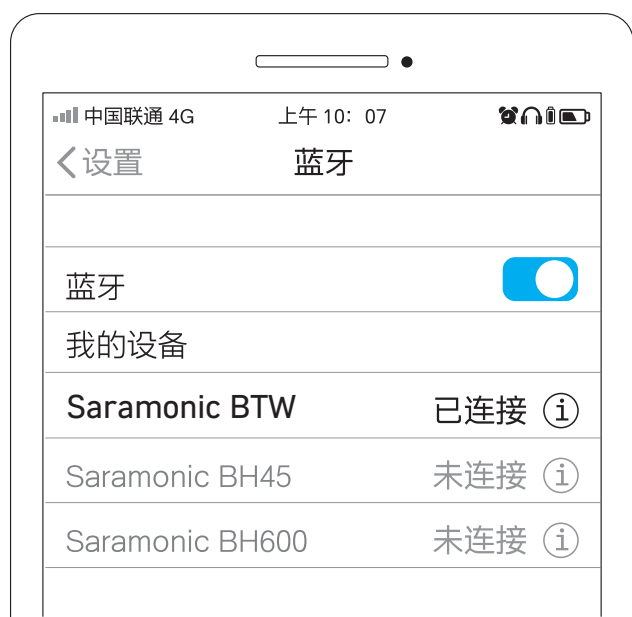 中国联通 4G 上午 10：07
设置 蓝牙
蓝牙
我的设备
Saramonic BTW 已连接 i
Saramonic BH45 未连接 i
Saramonic BH600 未连接 i